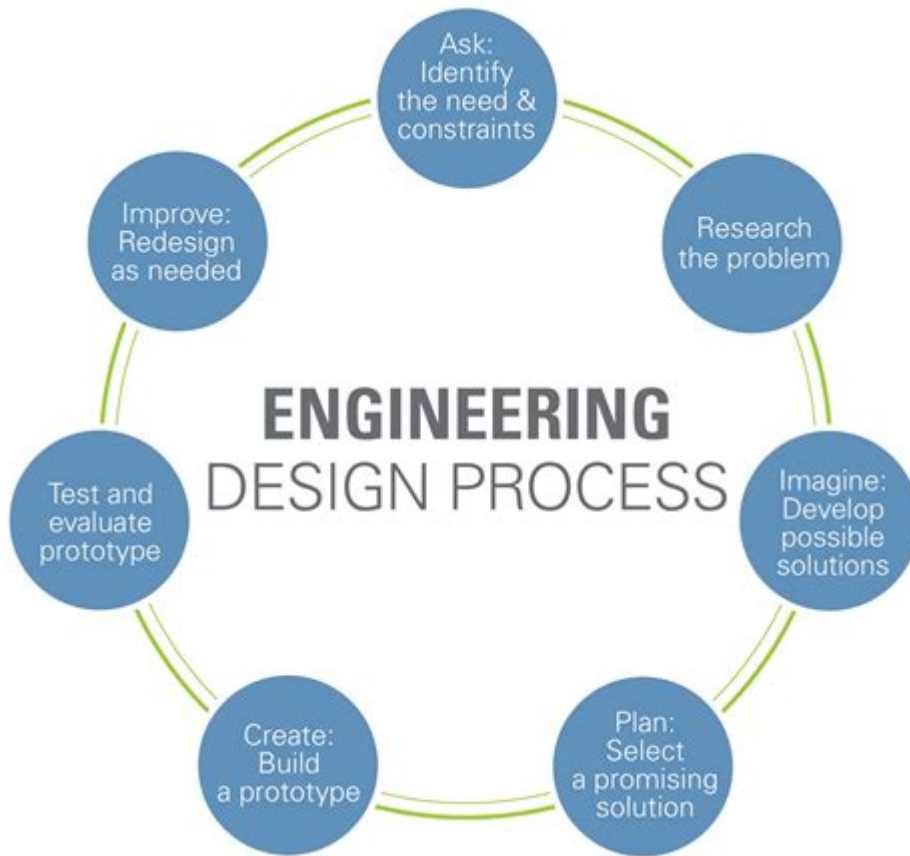 Ask:
Identify
the need &
constraints
Research
the problem
Imagine:
Develop
possible
solutions
Plan:
Select
a promising
solution
Create:
Build
a prototype
Test and
evaluate
prototype
Improve:
Redesign
as needed
ENGINEERING
DESIGN PROCESS